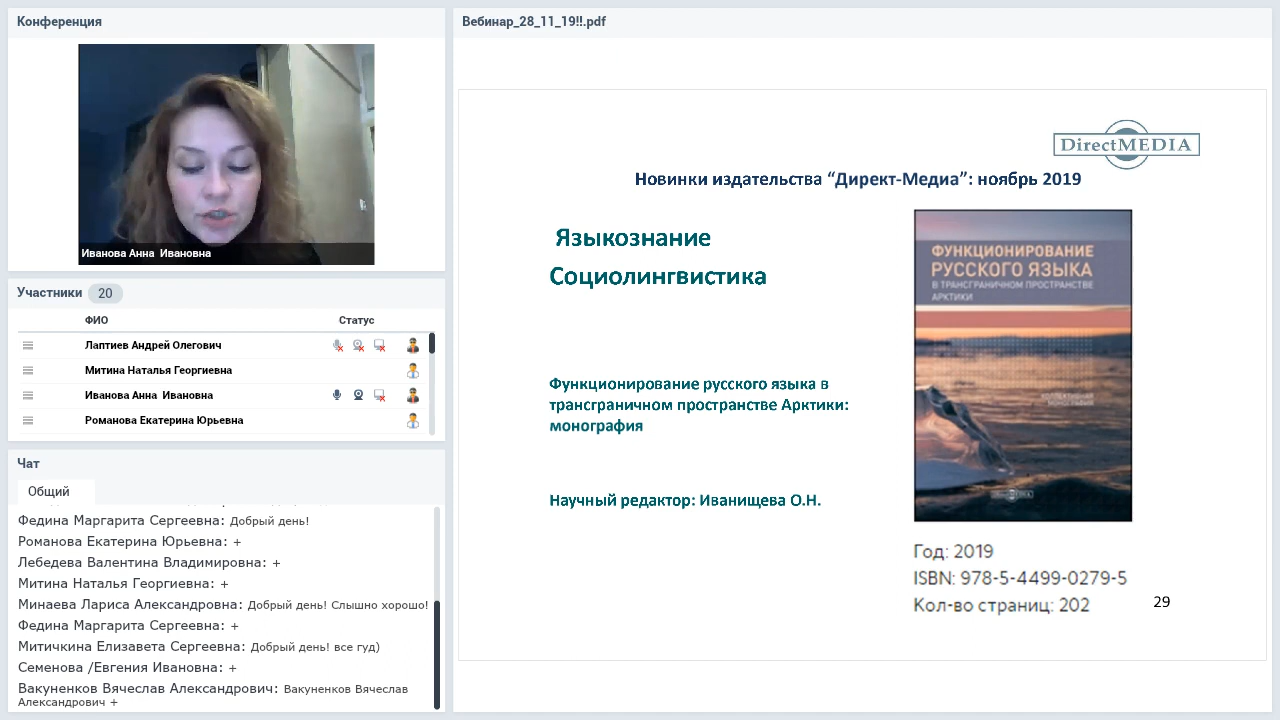 Конференция
Иванова Анна  Ивановна
Участники 20
ФИО Статус
Лаптиев Андрей Олегович
Митина Наталья Георгиевна
Иванова Анна  Ивановна
Романова Екатерина Юрьевна
Чат
Общий
Федина Маргарита Сергеевна: Добрый день!
Романова Екатерина Юрьевна: +
Лебедева Валентина Владимировна: +
Митина Наталья Георгиевна: +
Минаева Лариса Александровна: Добрый день! Слышно хорошо!
Федина Маргарита Сергеевна: +
Митичкина Елизавета Сергеевна: Добрый день! все гуд)
Семенова /Евгения Ивановна: +
Вакуненков Вячеслав Александрович: Вакуненков Вячеслав
Александрович +
Вебинар_28_11_19!!.pdf
DirectMEDIA
Новинки издательства “Директ-Медиа”: ноябрь 2019
Языкознание
Социолингвистика
Функционирование русского языка в
трансграничном пространстве Арктики:
монография
Научный редактор: Иванищева О.Н.
ФУНКЦИОНИРОВАНИЕ
РУССКОГО ЯЗЫКА
В ТРАНСГРАНИЧНОМ ПРОСТРАНСТВЕ
АРКТИКИ
КОЛЛЕКТИВНАЯ
МОНОГРАФИЯ
Год: 2019
ISBN: 978-5-4499-0279-5
Кол-во страниц: 202
29